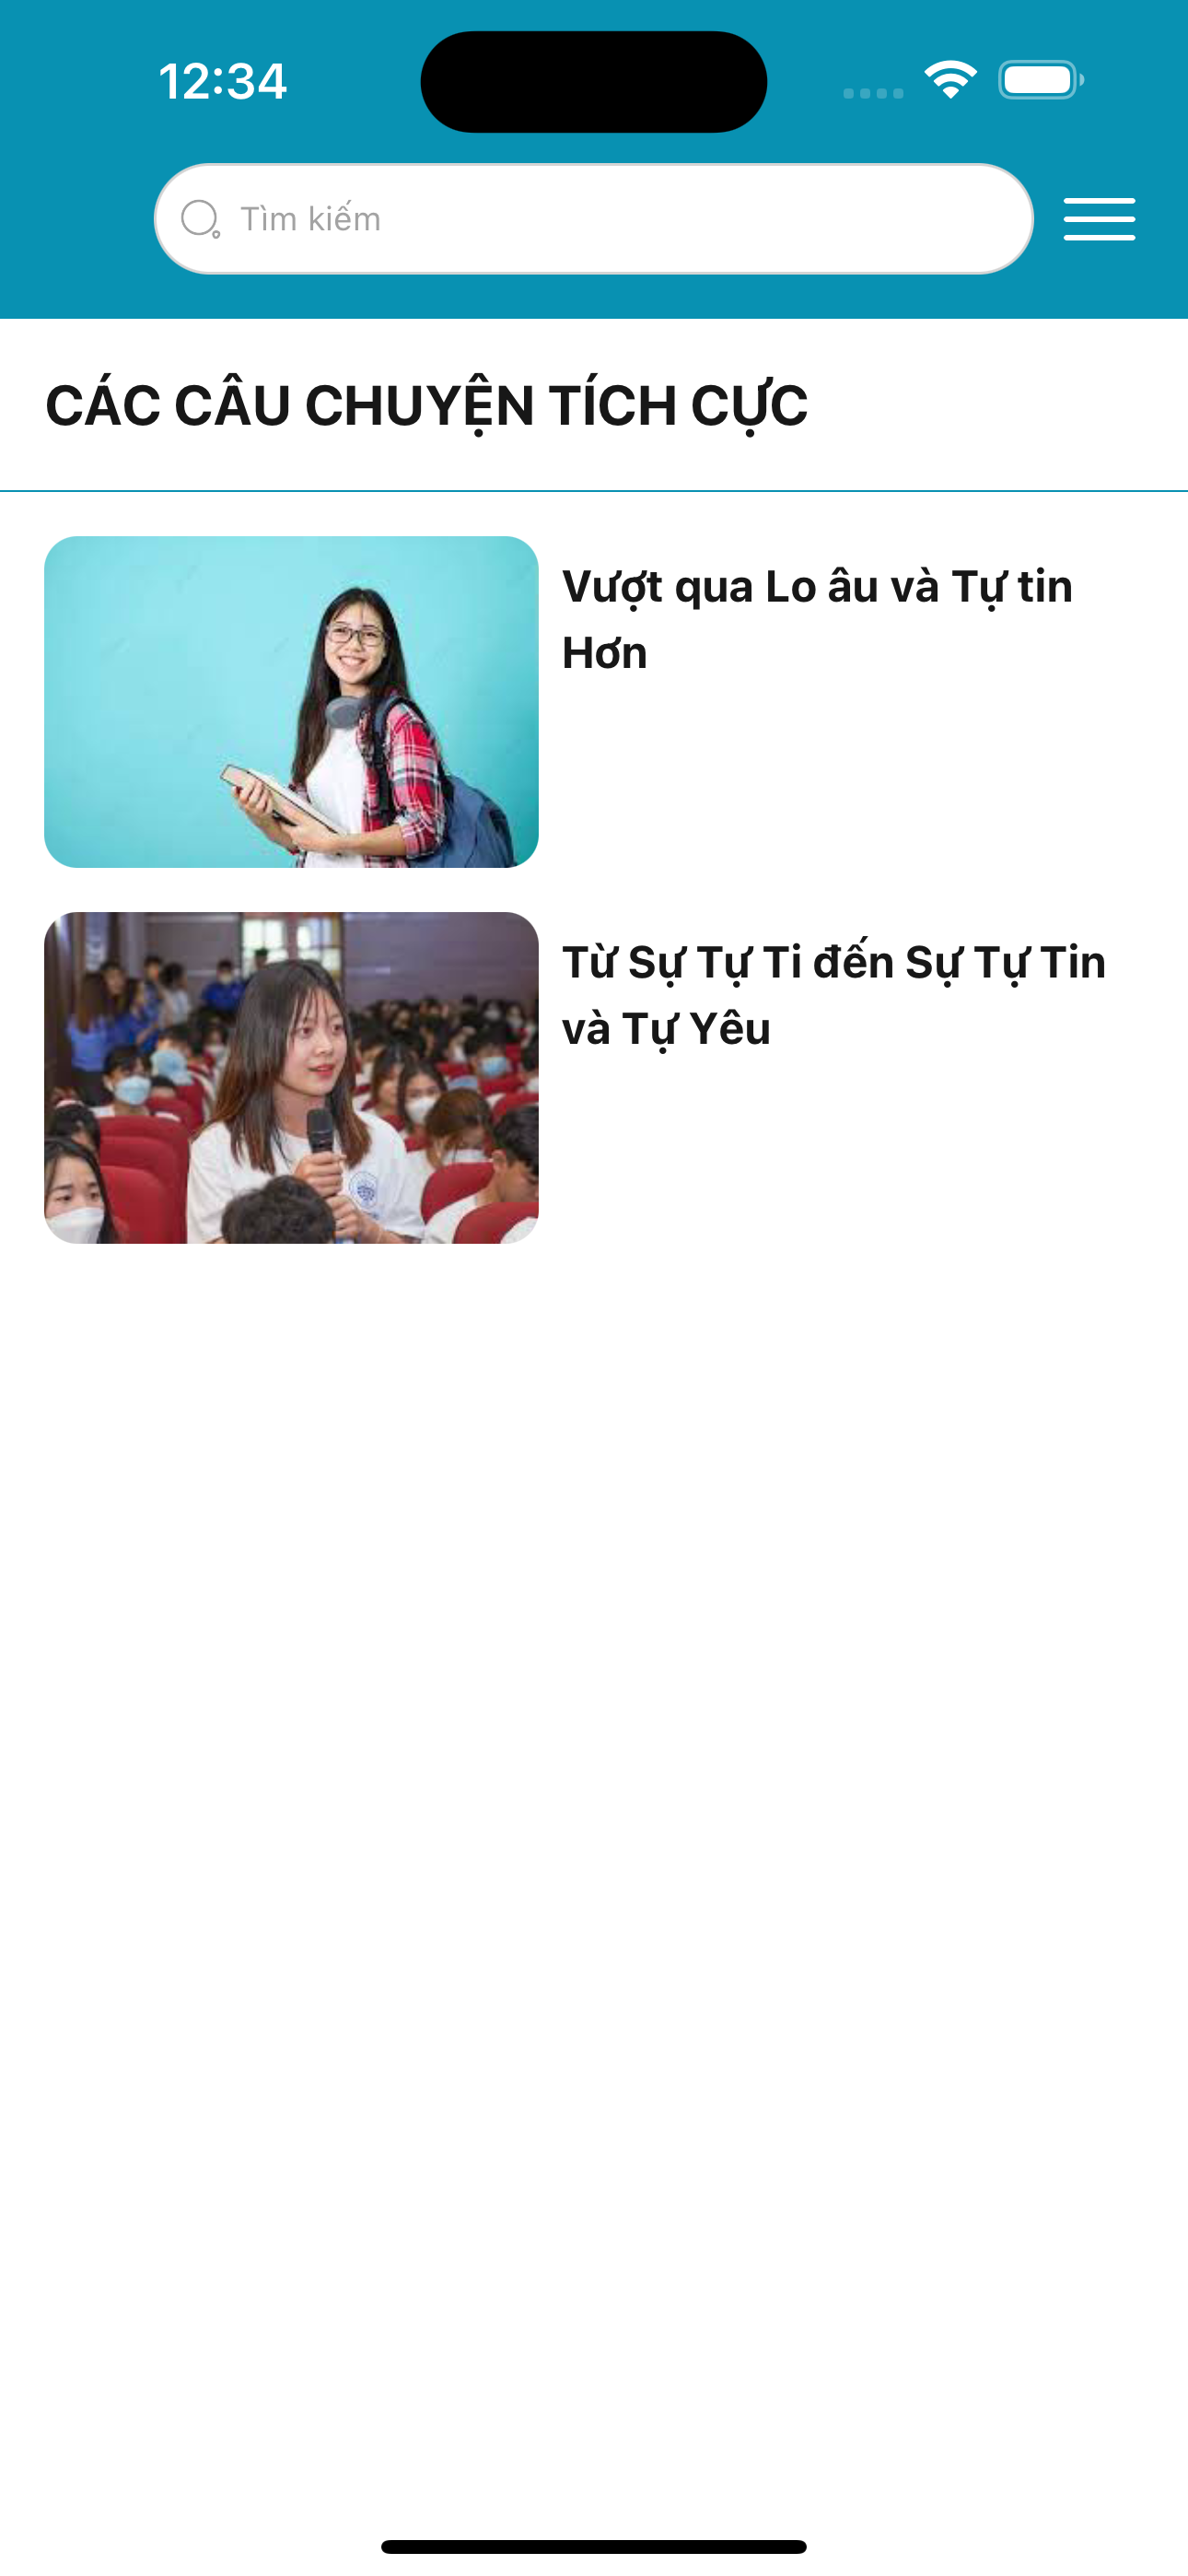 12:34
Tìm kiếm
CÁC CÂU CHUYỆN TÍCH CỰC
Vượt qua Lo âu và Tự tin
Hơn
Từ Sự Tự Ti đến Sự Tự Tin
và Tự Yêu